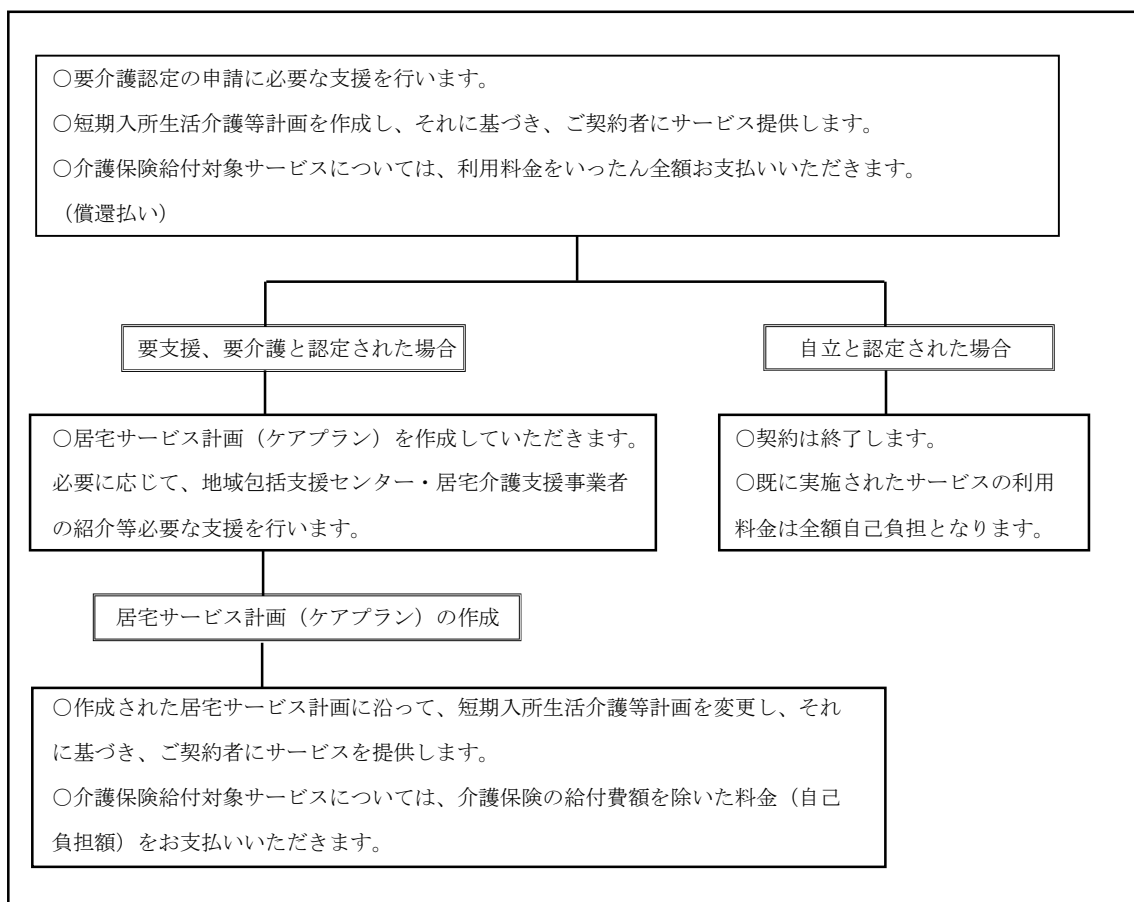 ○要介護認定の申請に必要な支援を行います。
○短期入所生活介護等計画を作成し、それに基づき、ご契約者にサービス提供します。
○介護保険給付対象サービスについては、利用料金をいったん全額お支払いいただきます。
（償還払い）
要支援、要介護と認定された場合
自立と認定された場合
○居宅サービス計画（ケアプラン）を作成していただきます。
必要に応じて、地域包括支援センター・居宅介護支援事業者
の紹介等必要な支援を行います。
○契約は終了します。
○既に実施されたサービスの利用
料金は全額自己負担となります。
居宅サービス計画（ケアプラン）の作成
○作成された居宅サービス計画に沿って、短期入所生活介護等計画を変更し、それ
に基づき、ご契約者にサービスを提供します。
○介護保険給付対象サービスについては、介護保険の給付費額を除いた料金（自己
負担額）をお支払いいただきます。